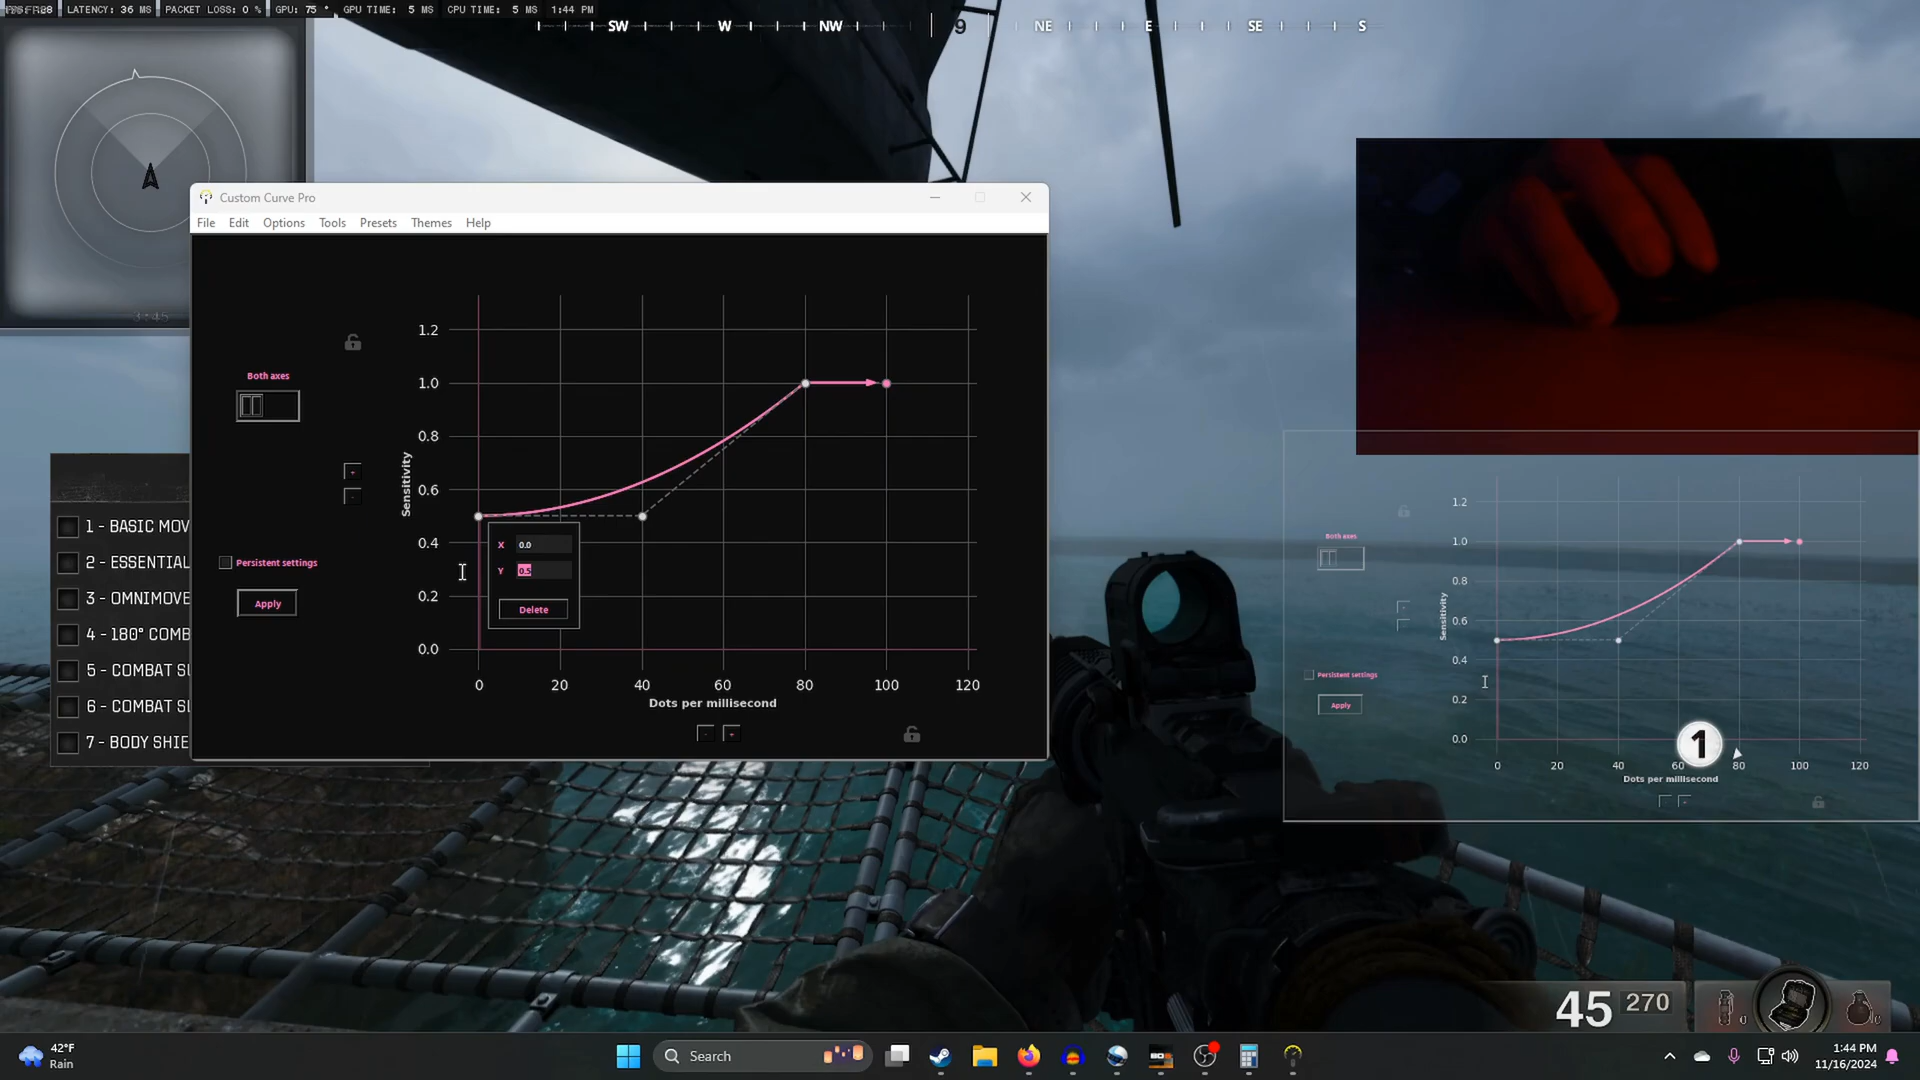 LATENCY: 36 MS PACKET LOSS: 0 % GPU: 75 ° GPU TIME: 5 MS CPU TIME: 5 MS 1:44 PM
SW W NW 9 NE E SE S
3:45
Custom Curve Pro
File Edit Options Tools Presets Themes Help
Both axes
+
-
Persistent settings
Apply
Sensitivity
1.2
1.0
0.8
0.6
0.4
0.2
0.0
X 0.0
Y 0.5
Delete
0 20 40 60 80 100 120
Dots per millisecond
- +
1 - BASIC MOV
2 - ESSENTIAL
3 - OMNIMOVE
4 - 180° COMB
5 - COMBAT SU
6 - COMBAT SL
7 - BODY SHIE
Both axes
Persistent settings
Apply
Sensitivity
1.2
1.0
0.8
0.6
0.4
0.2
0.0
1
0 20 40 60 80 100 120
Dots per millisecond
45 270
42°F
Rain
Search
1:44 PM
11/16/2024